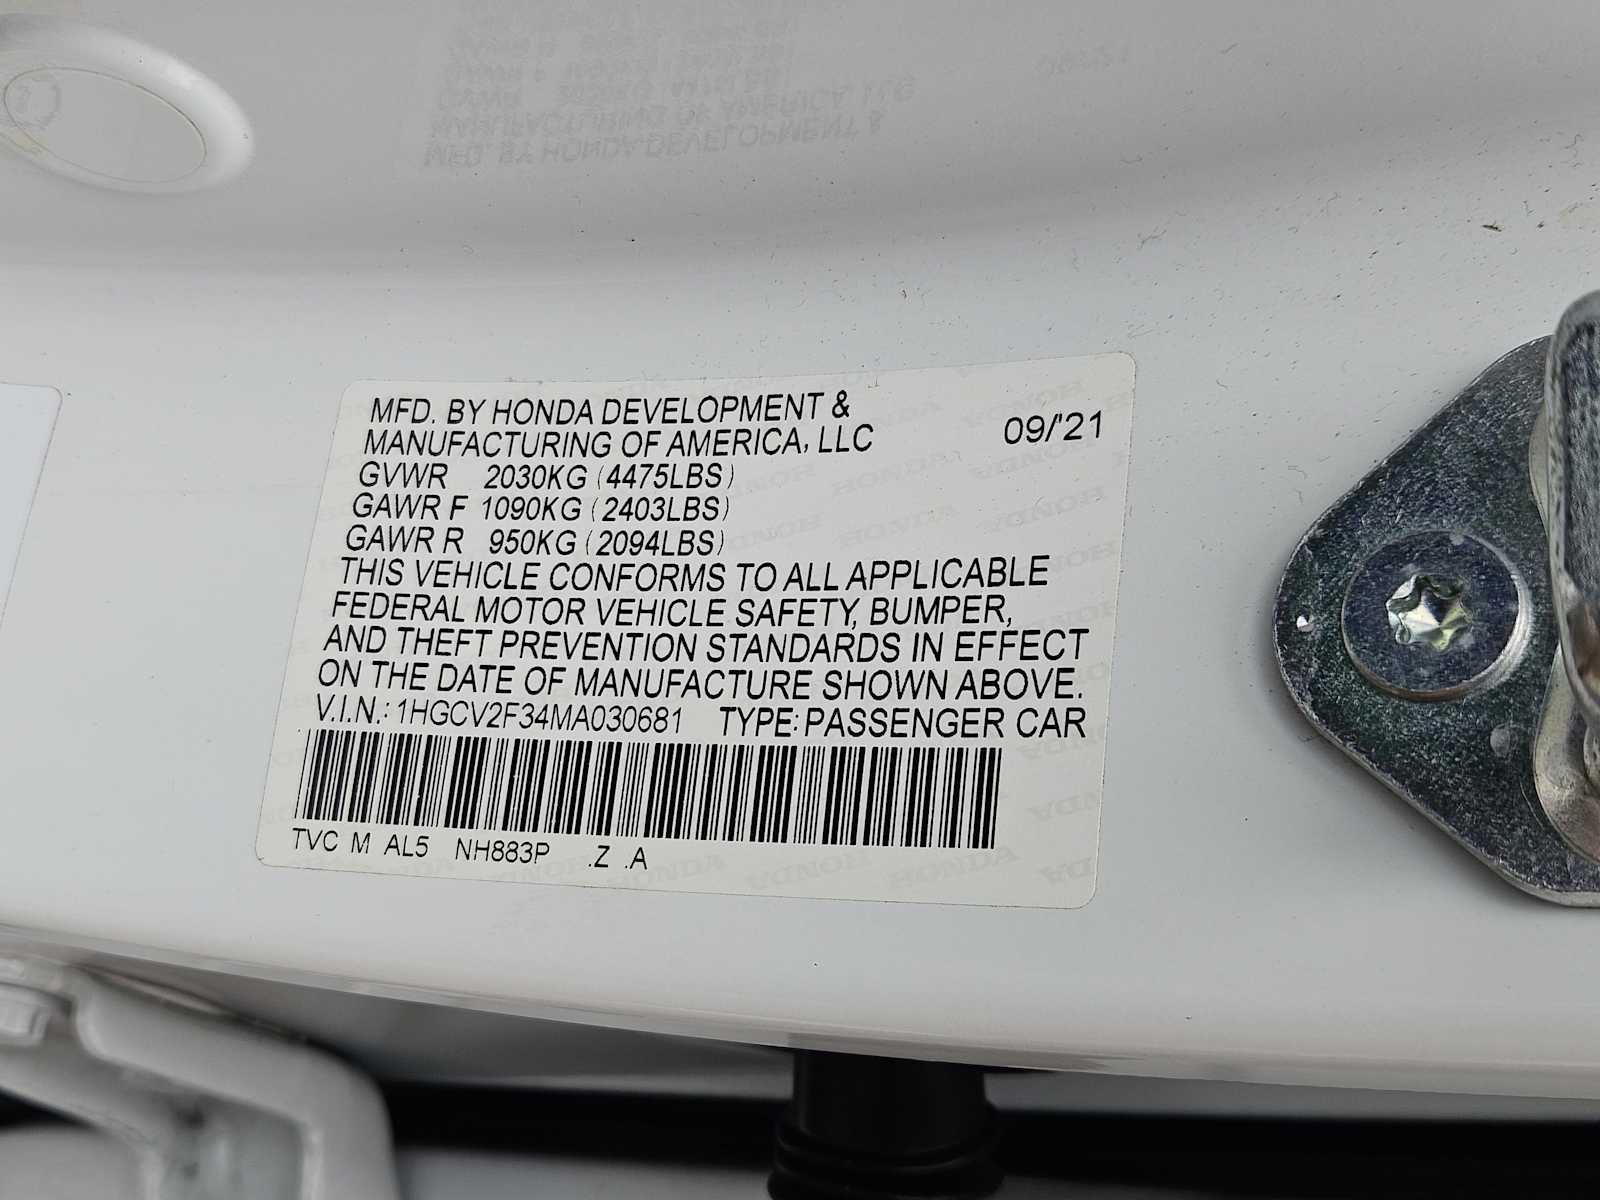 MFD. BY HONDA DEVELOPMENT &
MANUFACTURING OF AMERICA, LLC
09/'21
GVWR 2030KG (4475LBS)
GAWR F 1090KG (2403LBS)
GAWR R 950KG (2094LBS)
THIS VEHICLE CONFORMS TO ALL APPLICABLE
FEDERAL MOTOR VEHICLE SAFETY, BUMPER,
AND THEFT PREVENTION STANDARDS IN EFFECT
ON THE DATE OF MANUFACTURE SHOWN ABOVE.
V.I.N.: 1HGCV2F34MA030681 TYPE: PASSENGER CAR
TVC M AL5 NH883P .Z .A